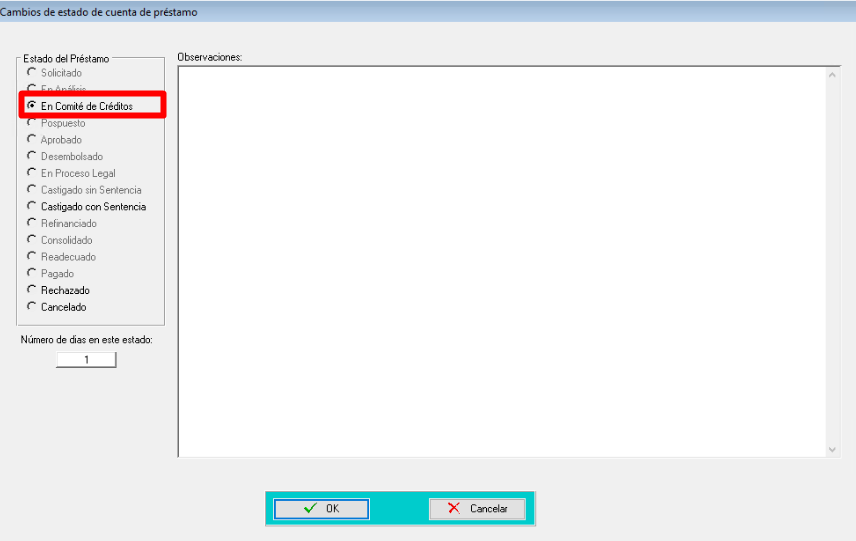 Cambios de estado de cuenta de préstamo
Estado del Préstamo
Observaciones:
Solicitado
En Análisis
En Comité de Créditos
Pospuesto
Aprobado
Desembolsado
En Proceso Legal
Castigado sin Sentencia
Castigado con Sentencia
Refinanciado
Consolidado
Readecuado
Pagado
Rechazado
Cancelado
Número de dias en este estado:
1
OK
Cancelar